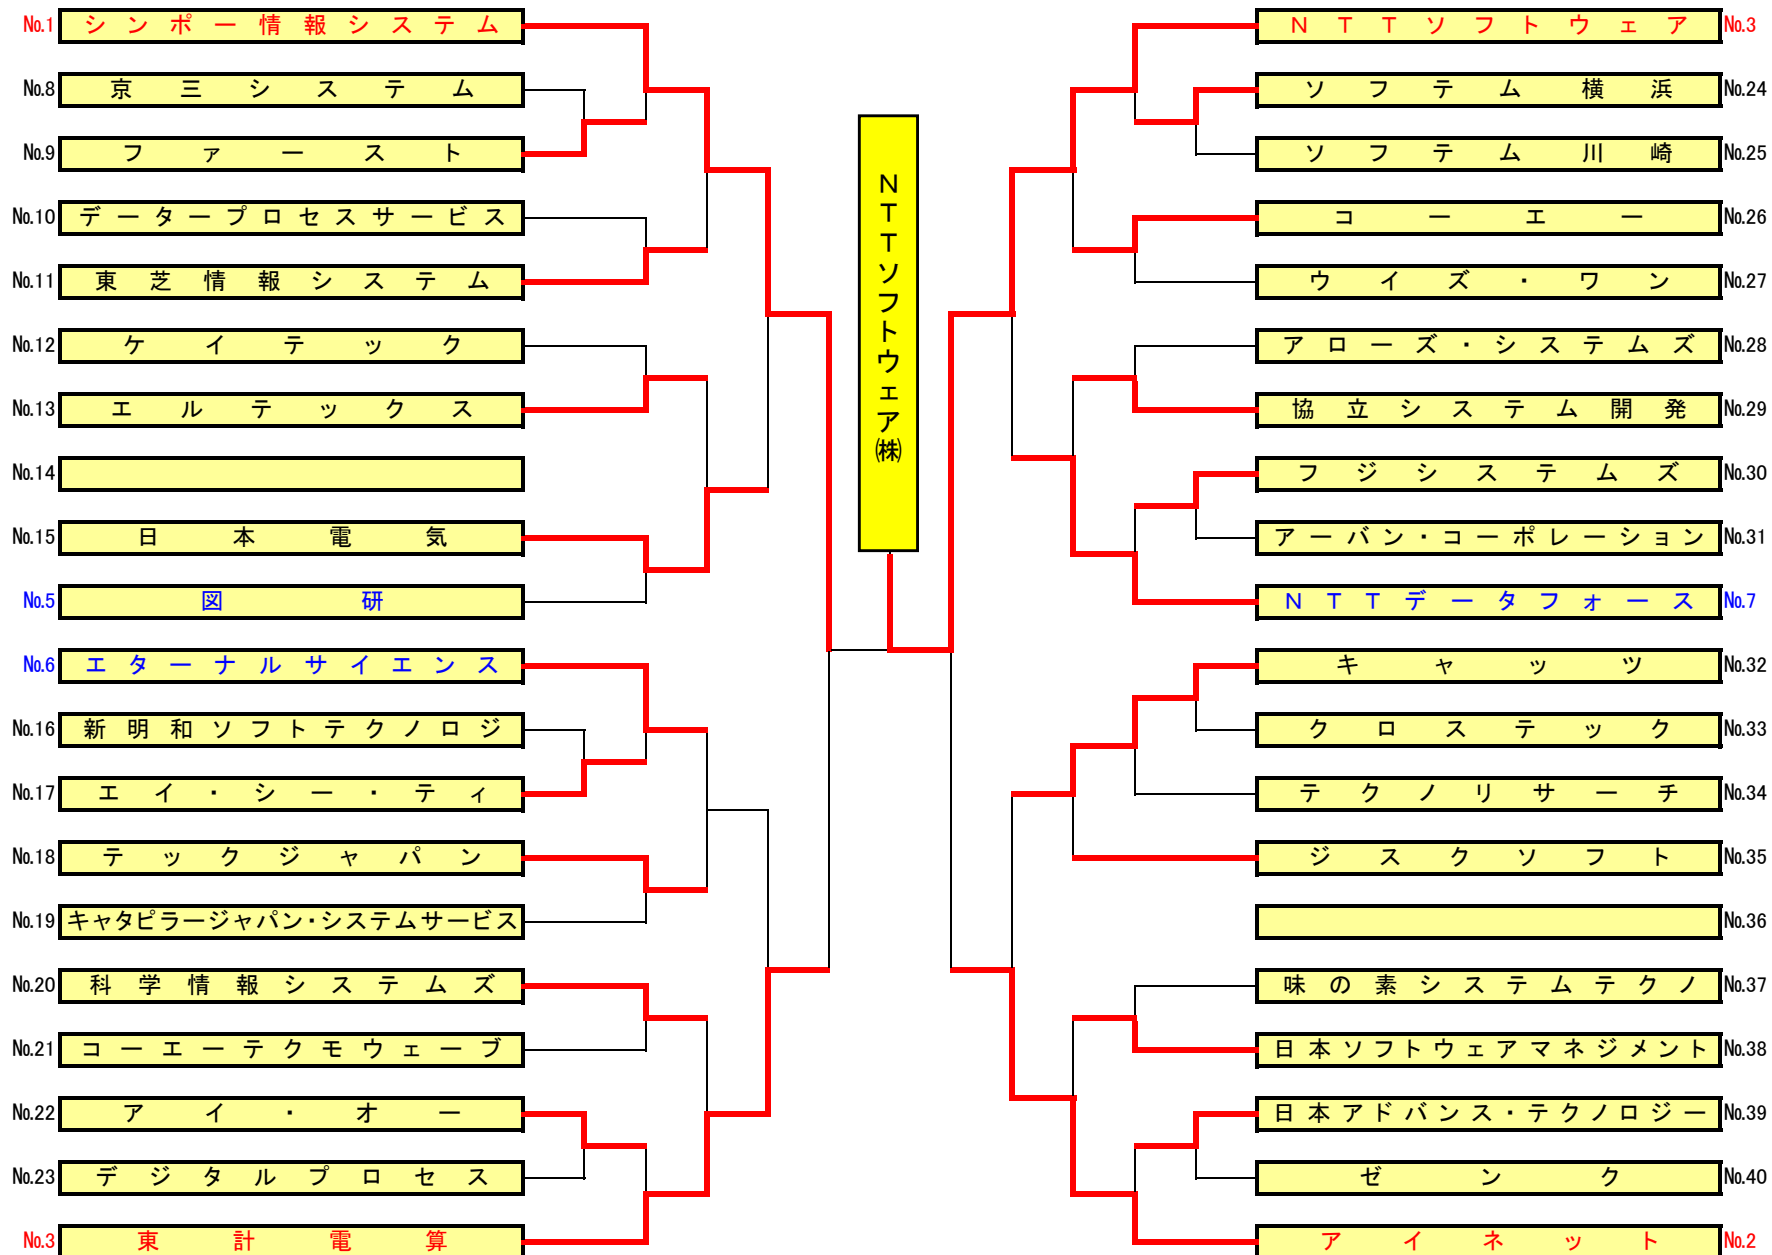 No.1 シンポー情報システム
No.8 京三システム
No.9 ファースト
No.10 データープロセスサービス
No.11 東芝情報システム
No.12 ケイテック
No.13 エルテックス
No.14
No.15 日本電気
No.5 図研
No.6 エターナルサイエンス
No.16 新明和ソフトテクノロジ
No.17 エイ・シー・ティ
No.18 テックジャパン
No.19 キャタピラージャパン・システムサービス
No.20 科学情報システムズ
No.21 コーエーテクモウェーブ
No.22 アイ・オー
No.23 デジタルプロセス
No.3 東計電算
NTTソフトウェア㈱
NTTソフトウェア No.3
ソフテム横浜 No.24
ソフテム川崎 No.25
コーエー No.26
ウイズ・ワン No.27
アローズ・システムズ No.28
協立システム開発 No.29
フジシステムズ No.30
アーバン・コーポレーション No.31
NTTデータフォース No.7
キャッツ No.32
クロステック No.33
テクノリサーチ No.34
ジスクソフト No.35
No.36
味の素システムテクノ No.37
日本ソフトウェアマネジメント No.38
日本アドバンス・テクノロジー No.39
ゼンク No.40
アイネット No.2